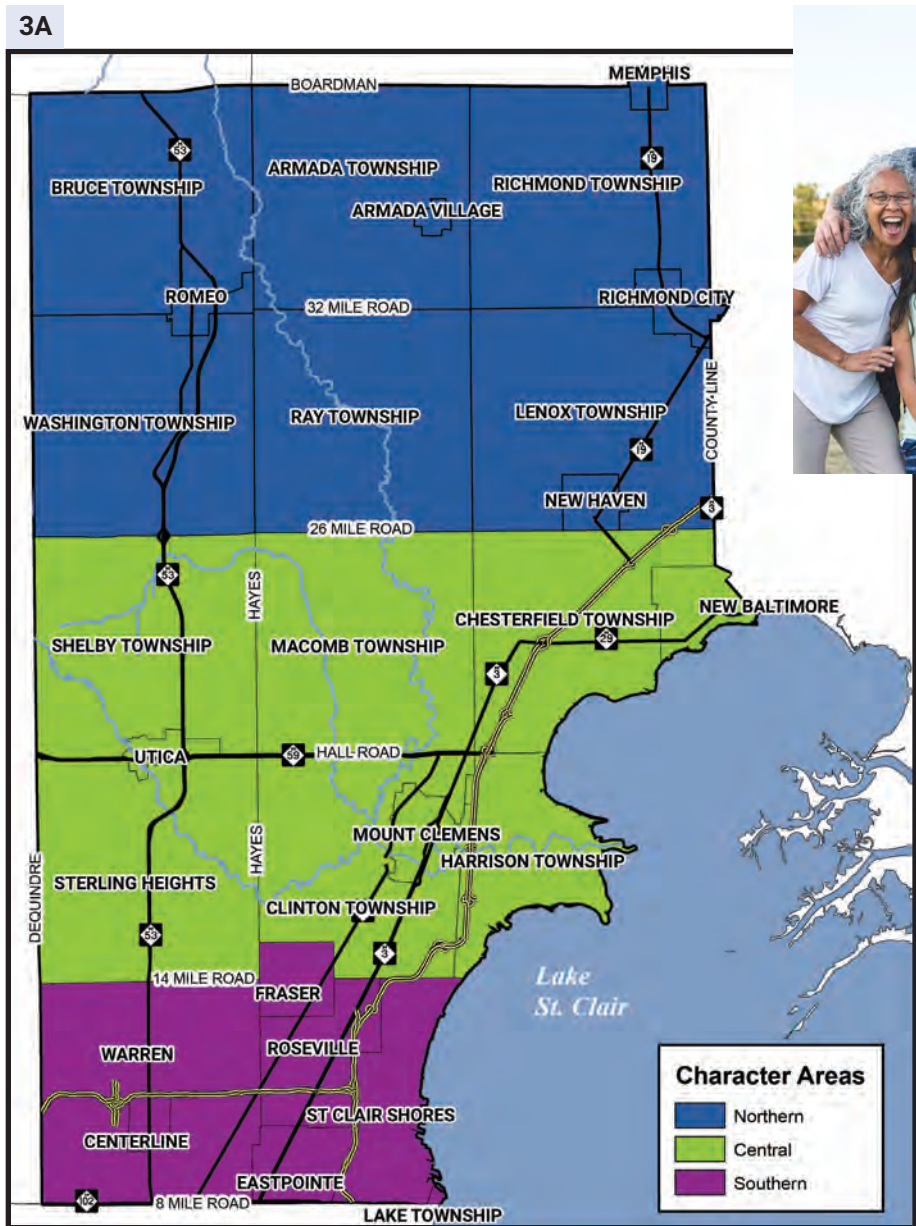 3A
BOARDMAN
MEMPHIS
53
19
ARMADA TOWNSHIP
BRUCE TOWNSHIP
RICHMOND TOWNSHIP
ARMADA VILLAGE
ROMEO
RICHMOND CITY
32 MILE ROAD
WASHINGTON TOWNSHIP
RAY TOWNSHIP
LENOX TOWNSHIP
COUNTY LINE
19
NEW HAVEN
3
26 MILE ROAD
53
HAYES
NEW BALTIMORE
CHESTERFIELD TOWNSHIP
29
SHELBY TOWNSHIP
MACOMB TOWNSHIP
3
UTICA
59
HALL ROAD
MOUNT CLEMENS
HAYES
HARRISON TOWNSHIP
STERLING HEIGHTS
DEQUINDRE
CLINTON TOWNSHIP
53
3
14 MILE ROAD
FRASER
Lake
St. Clair
ROSEVILLE
WARREN
ST CLAIR SHORES
CENTERLINE
EASTPOINTE
102
8 MILE ROAD
LAKE TOWNSHIP
Character Areas
Northern
Central
Southern